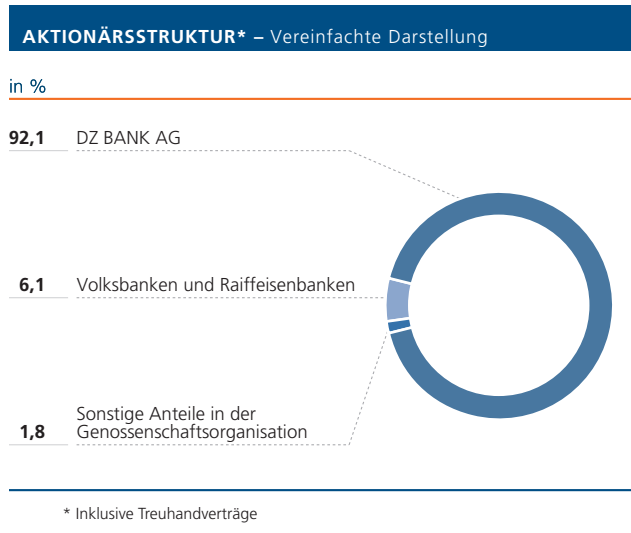 AKTIONÄRSSTRUKTUR* – Vereinfachte Darstellung
in %
92,1 DZ BANK AG
6,1 Volksbanken und Raiffeisenbanken
Sonstige Anteile in der
1,8 Genossenschaftsorganisation
* Inklusive Treuhandverträge